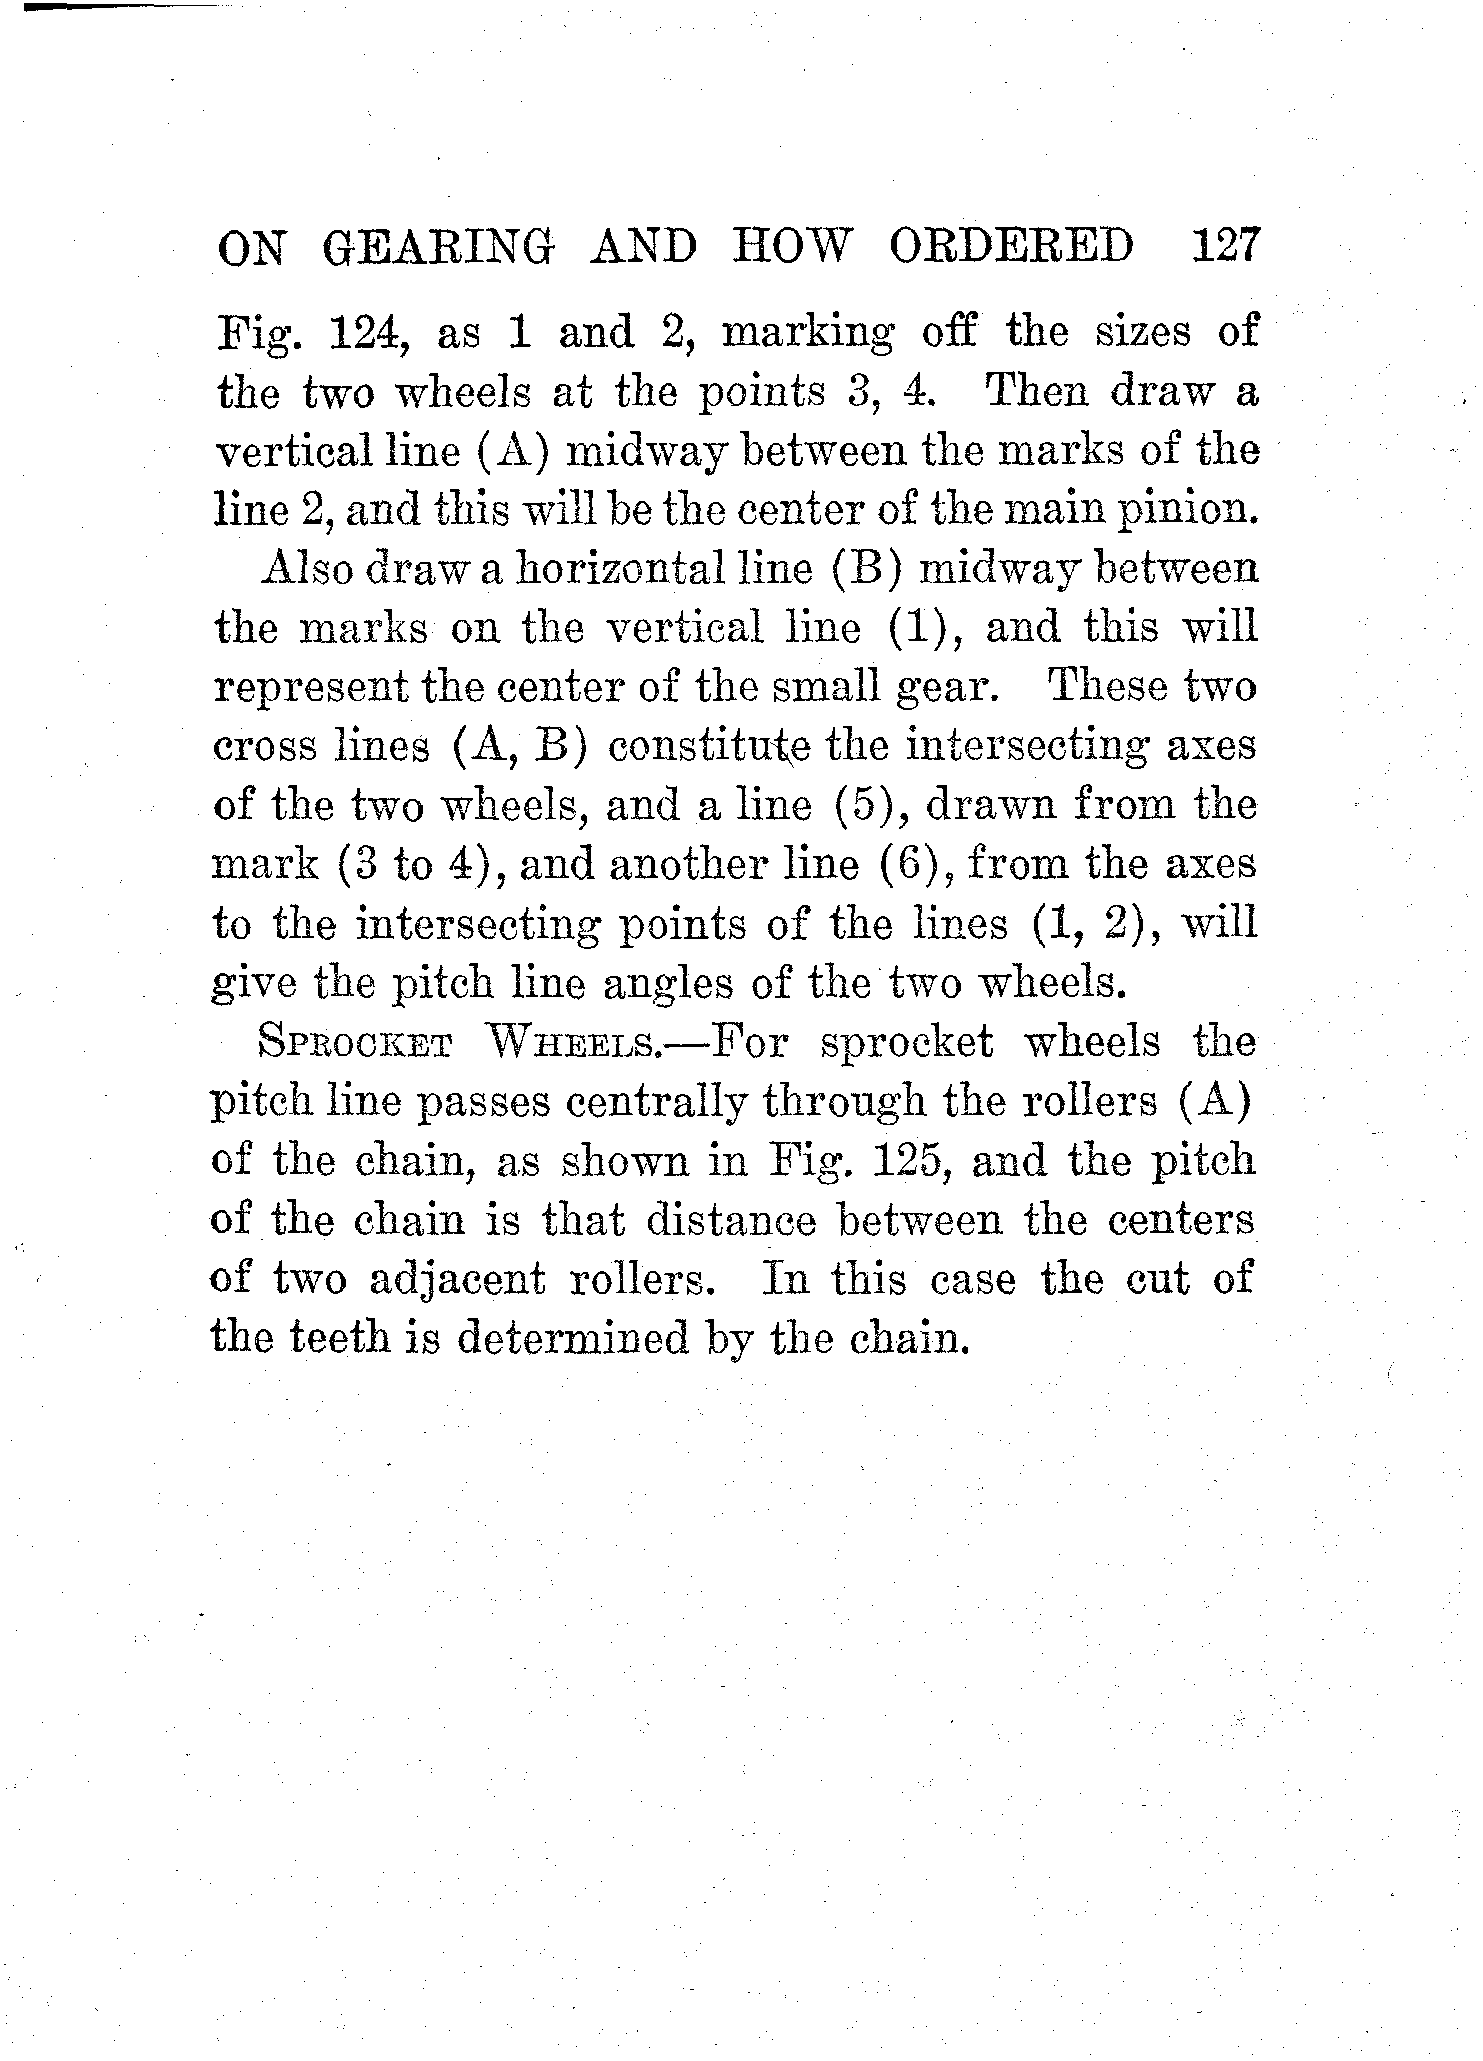 ON GEARING AND HOW ORDERED 127
Fig. 124, as 1 and 2, marking off the sizes of
the two wheels at the points 3, 4. Then draw a
vertical line (A) midway between the marks of the
line 2, and this will be the center of the main pinion.
Also draw a horizontal line (B) midway between
the marks on the vertical line (1), and this will
represent the center of the small gear. These two
cross lines (A, B) constitute the intersecting axes
of the two wheels, and a line (5), drawn from the
mark (3 to 4), and another line (6), from the axes
to the intersecting points of the lines (1, 2), will
give the pitch line angles of the two wheels.
SPROCKET WHEELS.—For sprocket wheels the
pitch line passes centrally through the rollers (A)
of the chain, as shown in Fig. 125, and the pitch
of the chain is that distance between the centers
of two adjacent rollers. In this case the cut of
the teeth is determined by the chain.